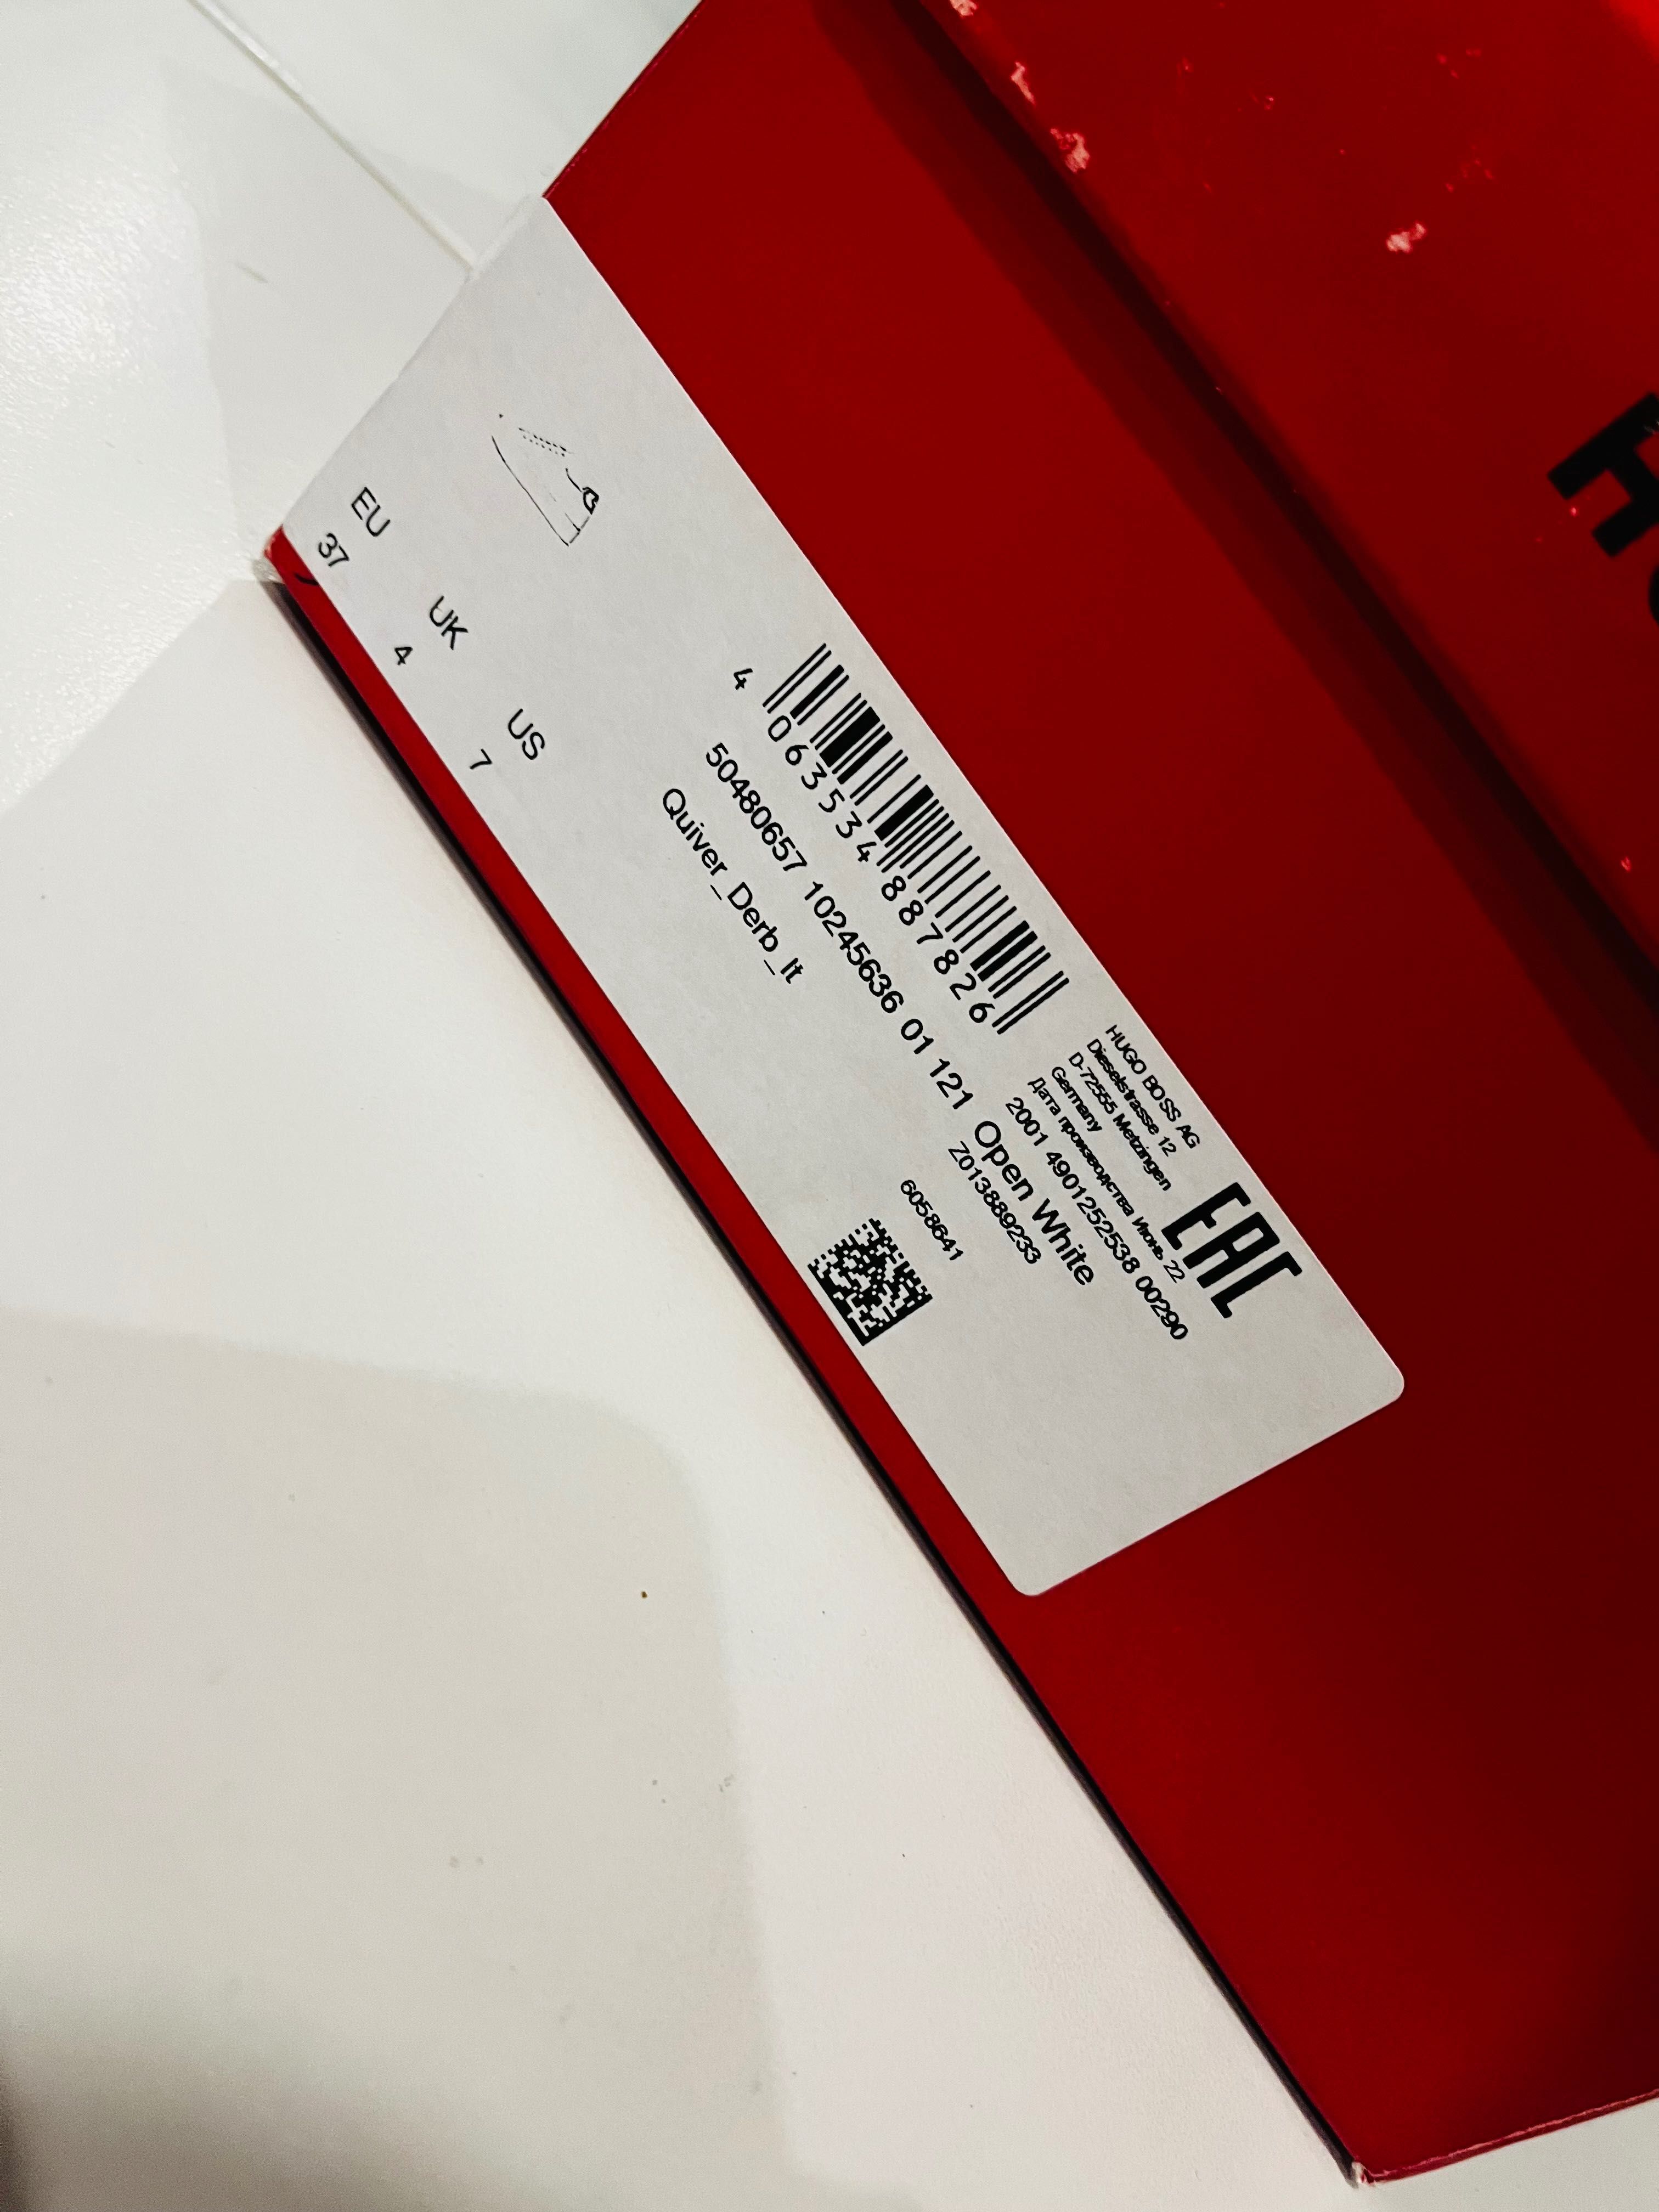 EU UK US
37 4 7
4 063534 887826
50480657 10245636 01 121 Open White
Quiver_Derb_lt
HUGO BOSS AG
Dieselstrasse 12
D-72555 Metzingen
Germany
Дата производства Июнь 22
2001 4901252538 00290
Z013889233
6058641
EAC
H